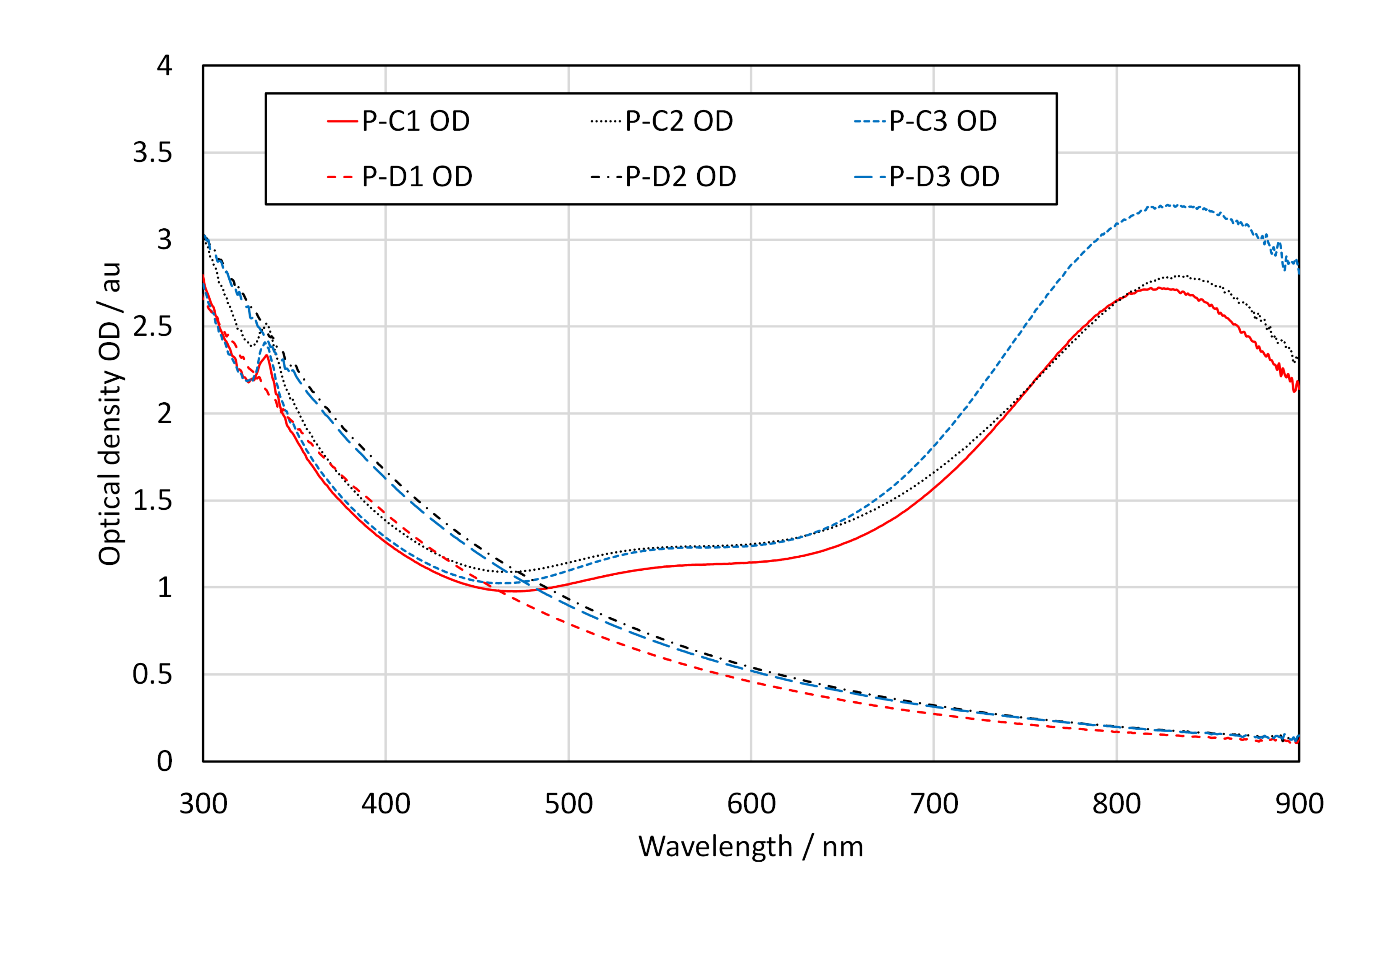 4
3.5
3
2.5
2
1.5
1
0.5
0
Optical density OD / au
P-C1 OD P-C2 OD P-C3 OD
P-D1 OD P-D2 OD P-D3 OD
300 400 500 600 700 800 900
Wavelength / nm